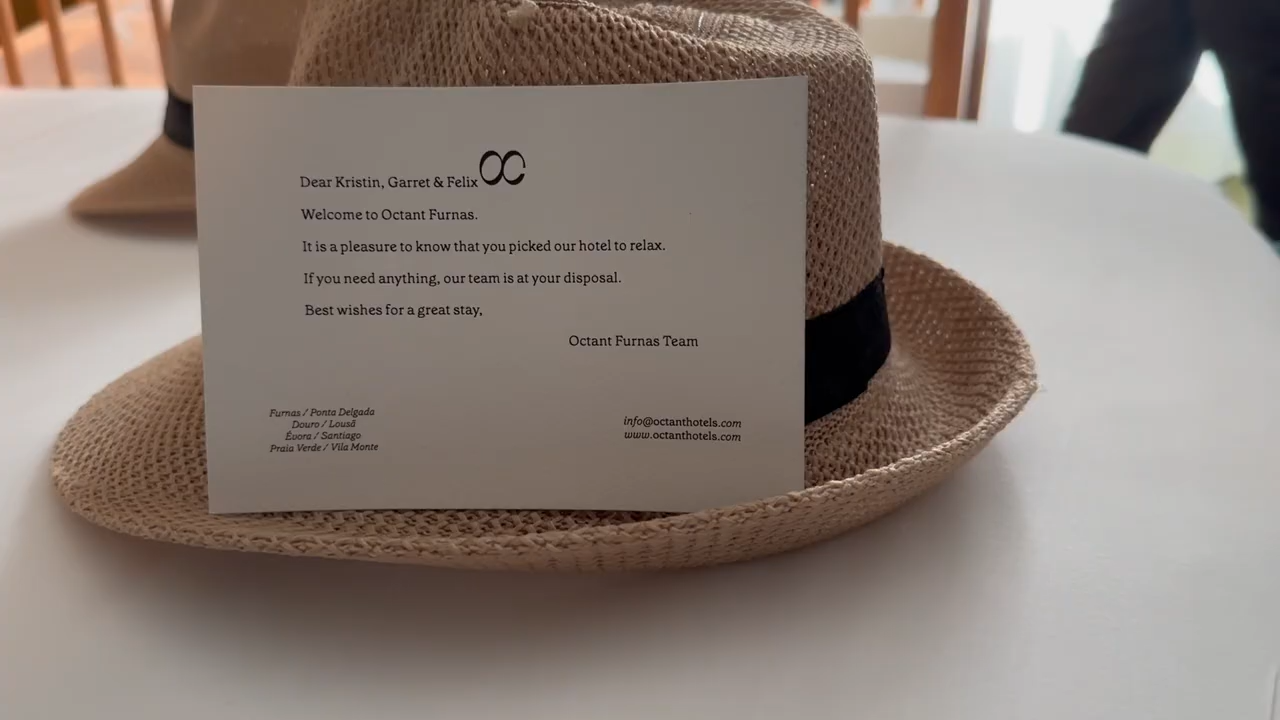 OC
Dear Kristin, Garret & Felix
Welcome to Octant Furnas.
It is a pleasure to know that you picked our hotel to relax.
If you need anything, our team is at your disposal.
Best wishes for a great stay,
Octant Furnas Team
Furnas / Ponta Delgada
Douro / Lousã
Évora / Santiago
Praia Verde / Vila Monte
info@octanthotels.com
www.octanthotels.com